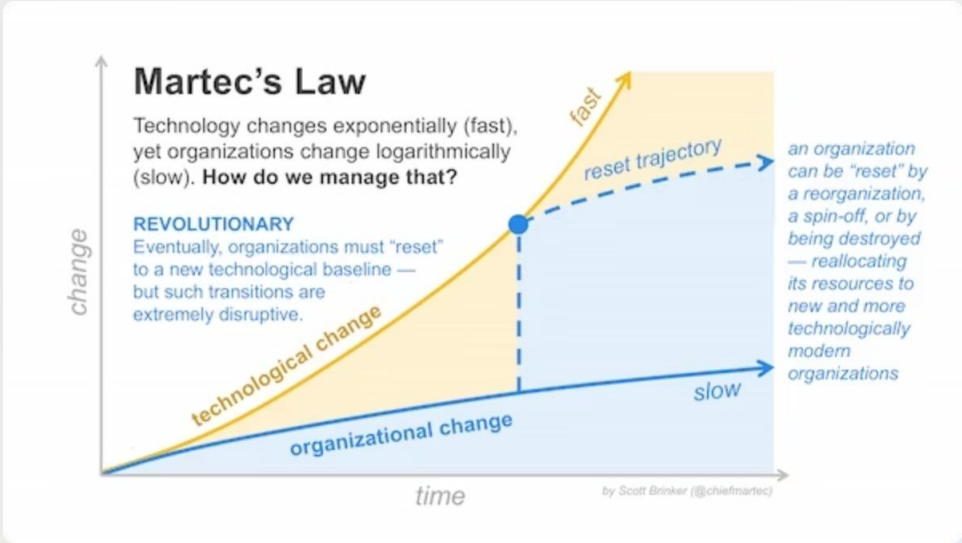 Martec's Law
Technology changes exponentially (fast),
yet organizations change logarithmically
(slow). How do we manage that?
REVOLUTIONARY
Eventually, organizations must “reset”
to a new technological baseline —
but such transitions are
extremely disruptive.
change
technological change
fast
reset trajectory
organizational change
slow
an organization
can be “reset” by
a reorganization,
a spin-off, or by
being destroyed
— reallocating
its resources to
new and more
technologically
modern
organizations
time
by Scott Brinker (@chiefmartec)